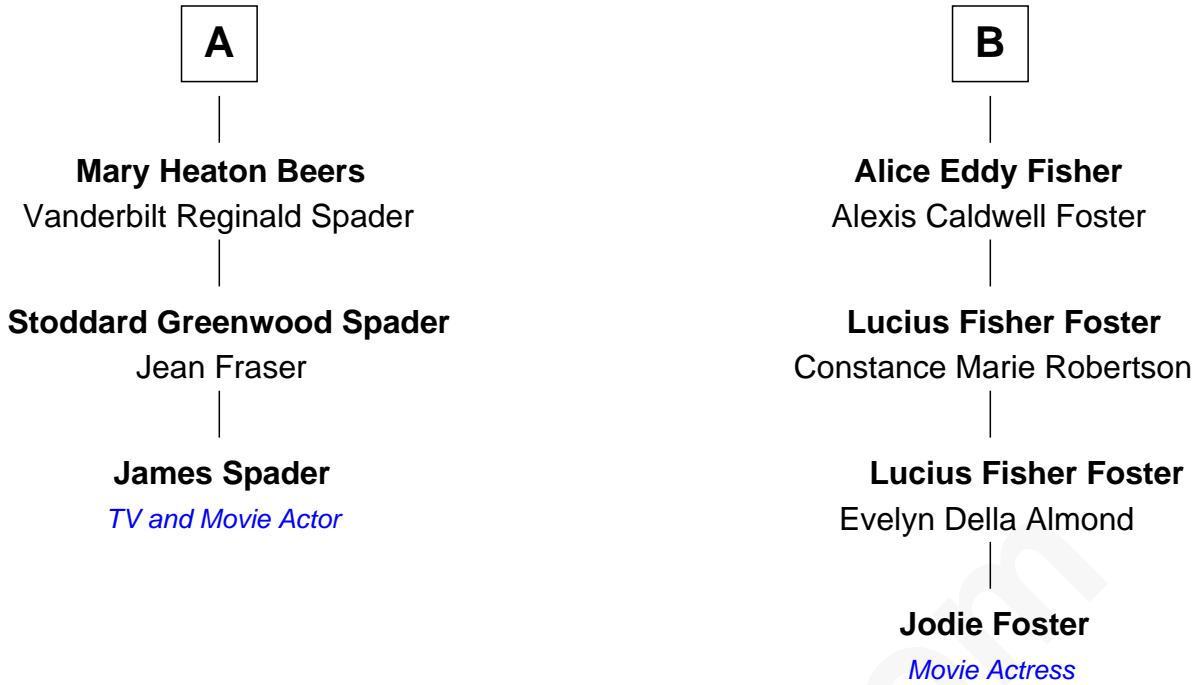 A
Mary Heaton Beers
Vanderbilt Reginald Spader
Stoddard Greenwood Spader
Jean Fraser
James Spader
TV and Movie Actor
B
Alice Eddy Fisher
Alexis Caldwell Foster
Lucius Fisher Foster
Constance Marie Robertson
Lucius Fisher Foster
Evelyn Della Almond
Jodie Foster
Movie Actress